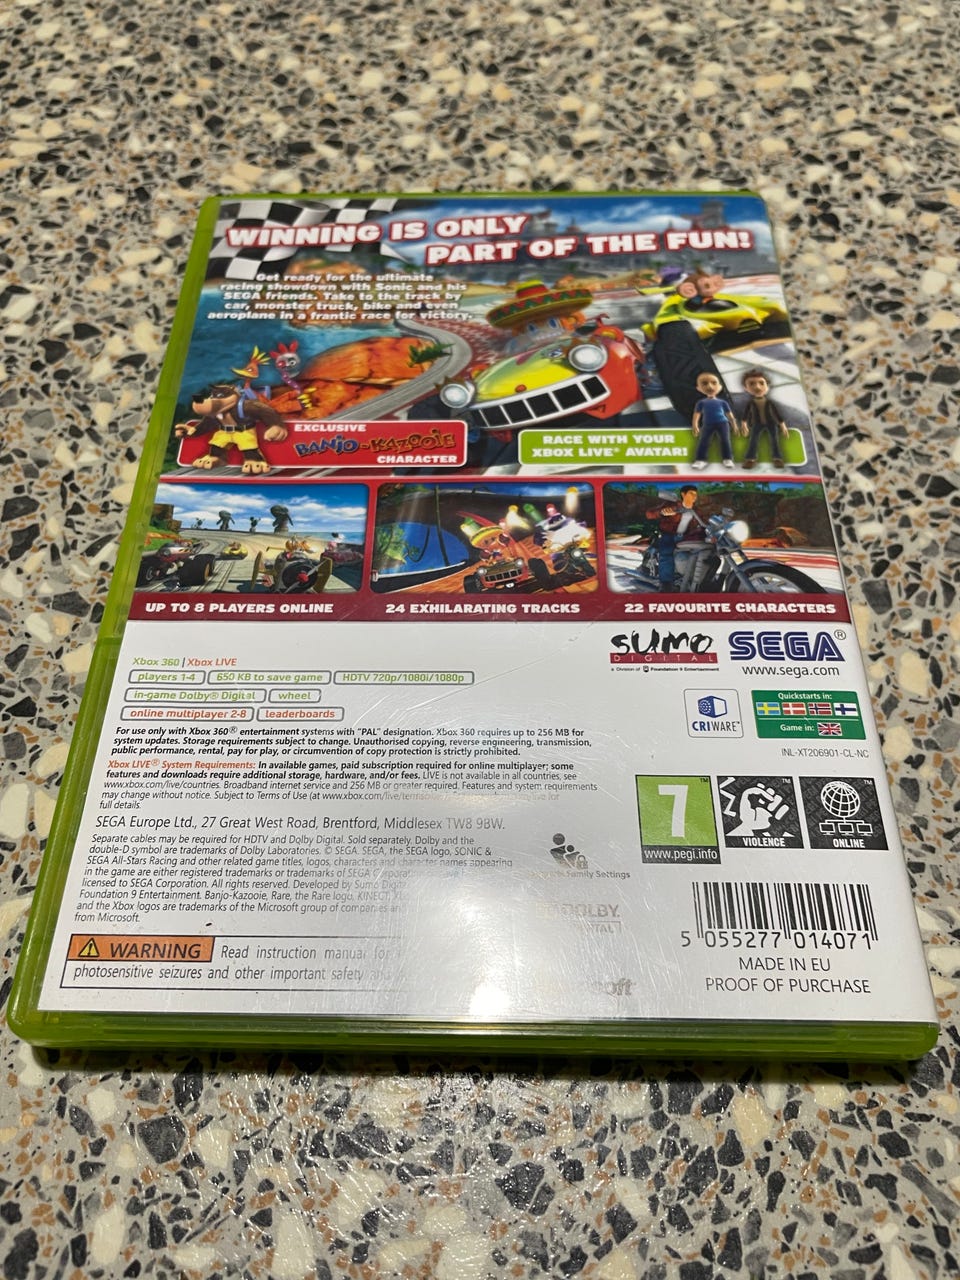 WINNING IS ONLY
PART OF THE FUN!
Get ready for the ultimate
racing showdown with Sonic and his
SEGA friends. Take to the track by
car, monster truck, bike and even
aeroplane in a frantic race for victory.
EXCLUSIVE
BANJO-KAZOOIE
CHARACTER
RACE WITH YOUR
XBOX LIVE® AVATAR!
UP TO 8 PLAYERS ONLINE
24 EXHILARATING TRACKS
22 FAVOURITE CHARACTERS
Xbox 360 | Xbox LIVE
players 1-4
650 KB to save game
HDTV 720p/1080i/1080p
in-game Dolby® Digital
wheel
online multiplayer 2-8
leaderboards
For use only with Xbox 360® entertainment systems with "PAL" designation. Xbox 360 requires up to 256 MB for
system updates. Storage requirements subject to change. Unauthorised copying, reverse engineering, transmission,
public performance, rental, pay for play, or circumvention of copy protection is strictly prohibited.
Xbox LIVE® System Requirements: In available games, paid subscription required for online multiplayer; some
features and downloads require additional storage, hardware, and/or fees. LIVE is not available in all countries, see
www.xbox.com/live/countries. Broadband internet service and 256 MB or greater required. Features and system requirements
may change without notice. Subject to Terms of Use (at www.xbox.com/live/termsofuse). for
full details.
SEGA Europe Ltd., 27 Great West Road, Brentford, Middlesex TW8 9BW.
Separate cables may be required for HDTV and Dolby Digital. Sold separately. Dolby and the
double-D symbol are trademarks of Dolby Laboratories. © SEGA. SEGA, the SEGA logo, SONIC &
SEGA All-Stars Racing and other related game titles, logos, characters and character names appearing
in the game are either registered trademarks or trademarks of SEGA
licensed to SEGA Corporation. All rights reserved. Developed by Sumo
Foundation 9 Entertainment. Banjo-Kazooie, Rare, the Rare logo, KINECT,
and the Xbox logos are trademarks of the Microsoft group of companies
from Microsoft.
WARNING Read instruction manual for
photosensitive seizures and other important safety
SUMO
DIGITAL
a Division of Foundation 9 Entertainment
SEGA®
www.sega.com
CRIWARE™
Quickstarts in:
Game in:
INL-XT206901-CL-NC
7
www.pegi.info
VIOLENCE
ONLINE
Family Settings
DOLBY
5 055277 014071
MADE IN EU
PROOF OF PURCHASE